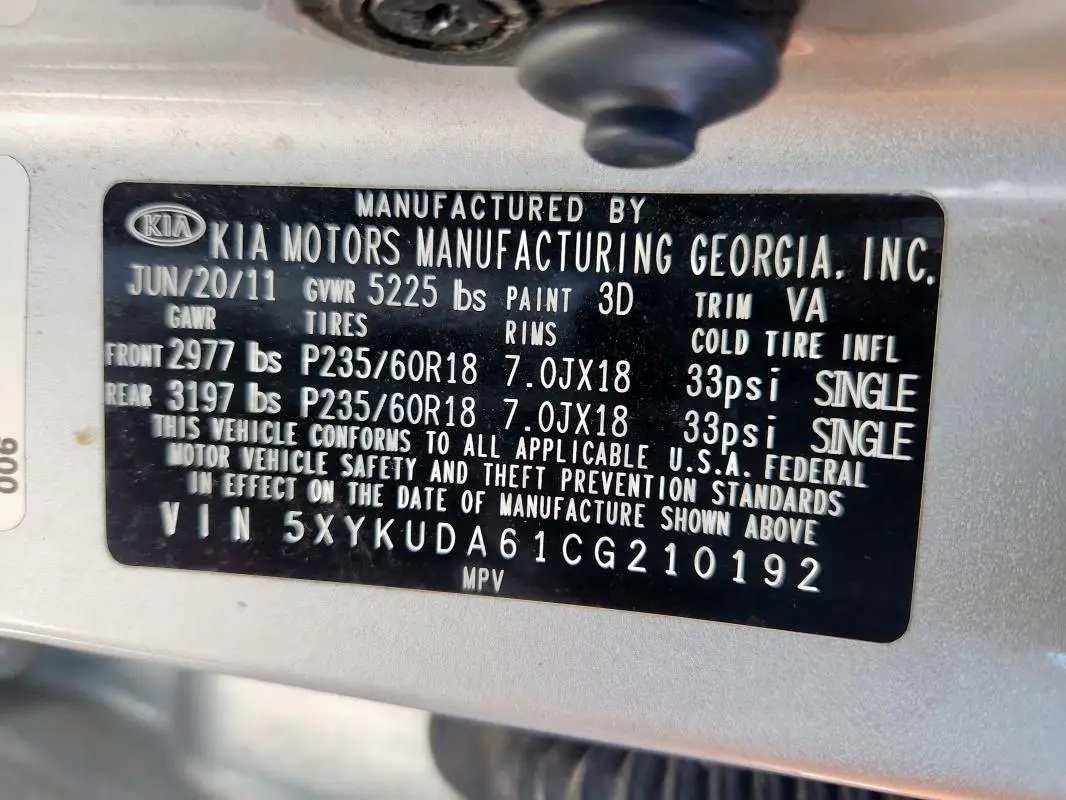 MANUFACTURED BY
KIA KIA MOTORS MANUFACTURING GEORGIA, INC.
JUN/20/11 GVWR 5225 lbs PAINT 3D TRIM VA
GAWR TIRES RIMS COLD TIRE INFL
FRONT 2977 lbs P235/60R18 7.0JX18 33psi SINGLE
REAR 3197 lbs P235/60R18 7.0JX18 33psi SINGLE
THIS VEHICLE CONFORMS TO ALL APPLICABLE U.S.A. FEDERAL
MOTOR VEHICLE SAFETY AND THEFT PREVENTION STANDARDS
IN EFFECT ON THE DATE OF MANUFACTURE SHOWN ABOVE
VIN 5XYKUDA61CG210192
MPV